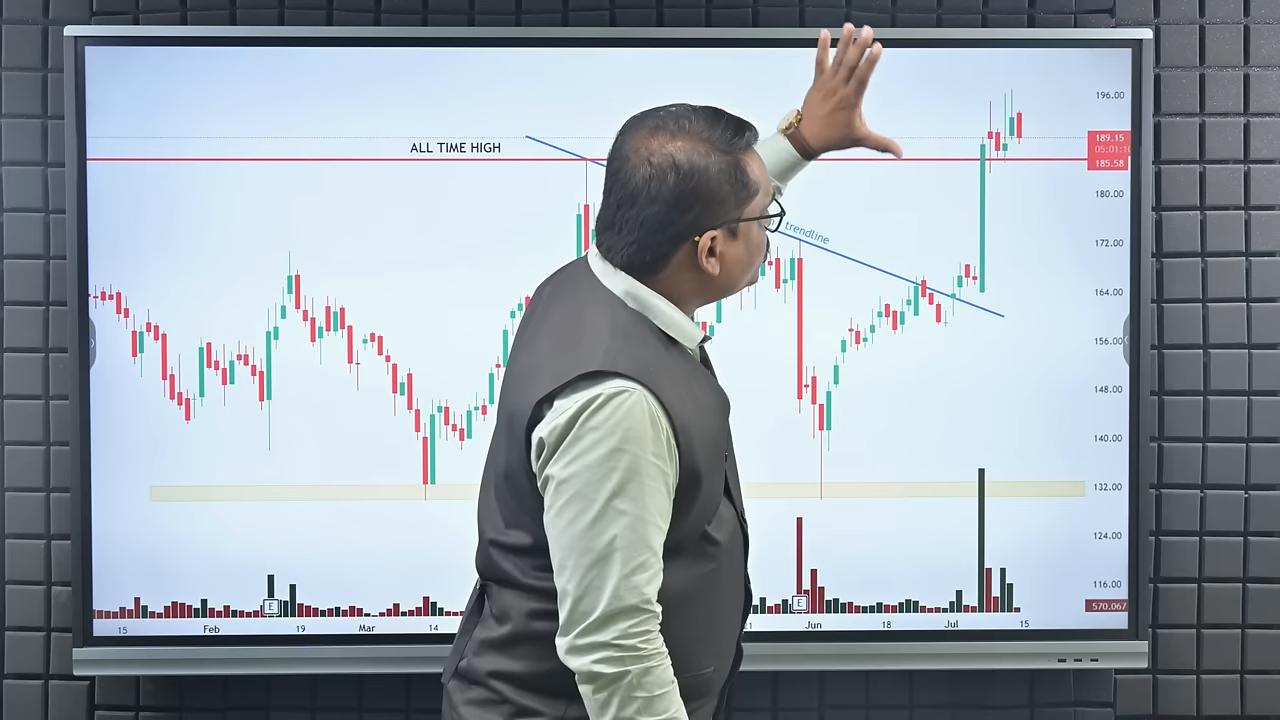 ALL TIME HIGH
trendline
196.00
189.15
05:01:10
185.58
180.00
172.00
164.00
156.00
148.00
140.00
132.00
124.00
116.00
570.067
E
E
15 Feb 19 Mar 14 21 Jun 18 Jul 15